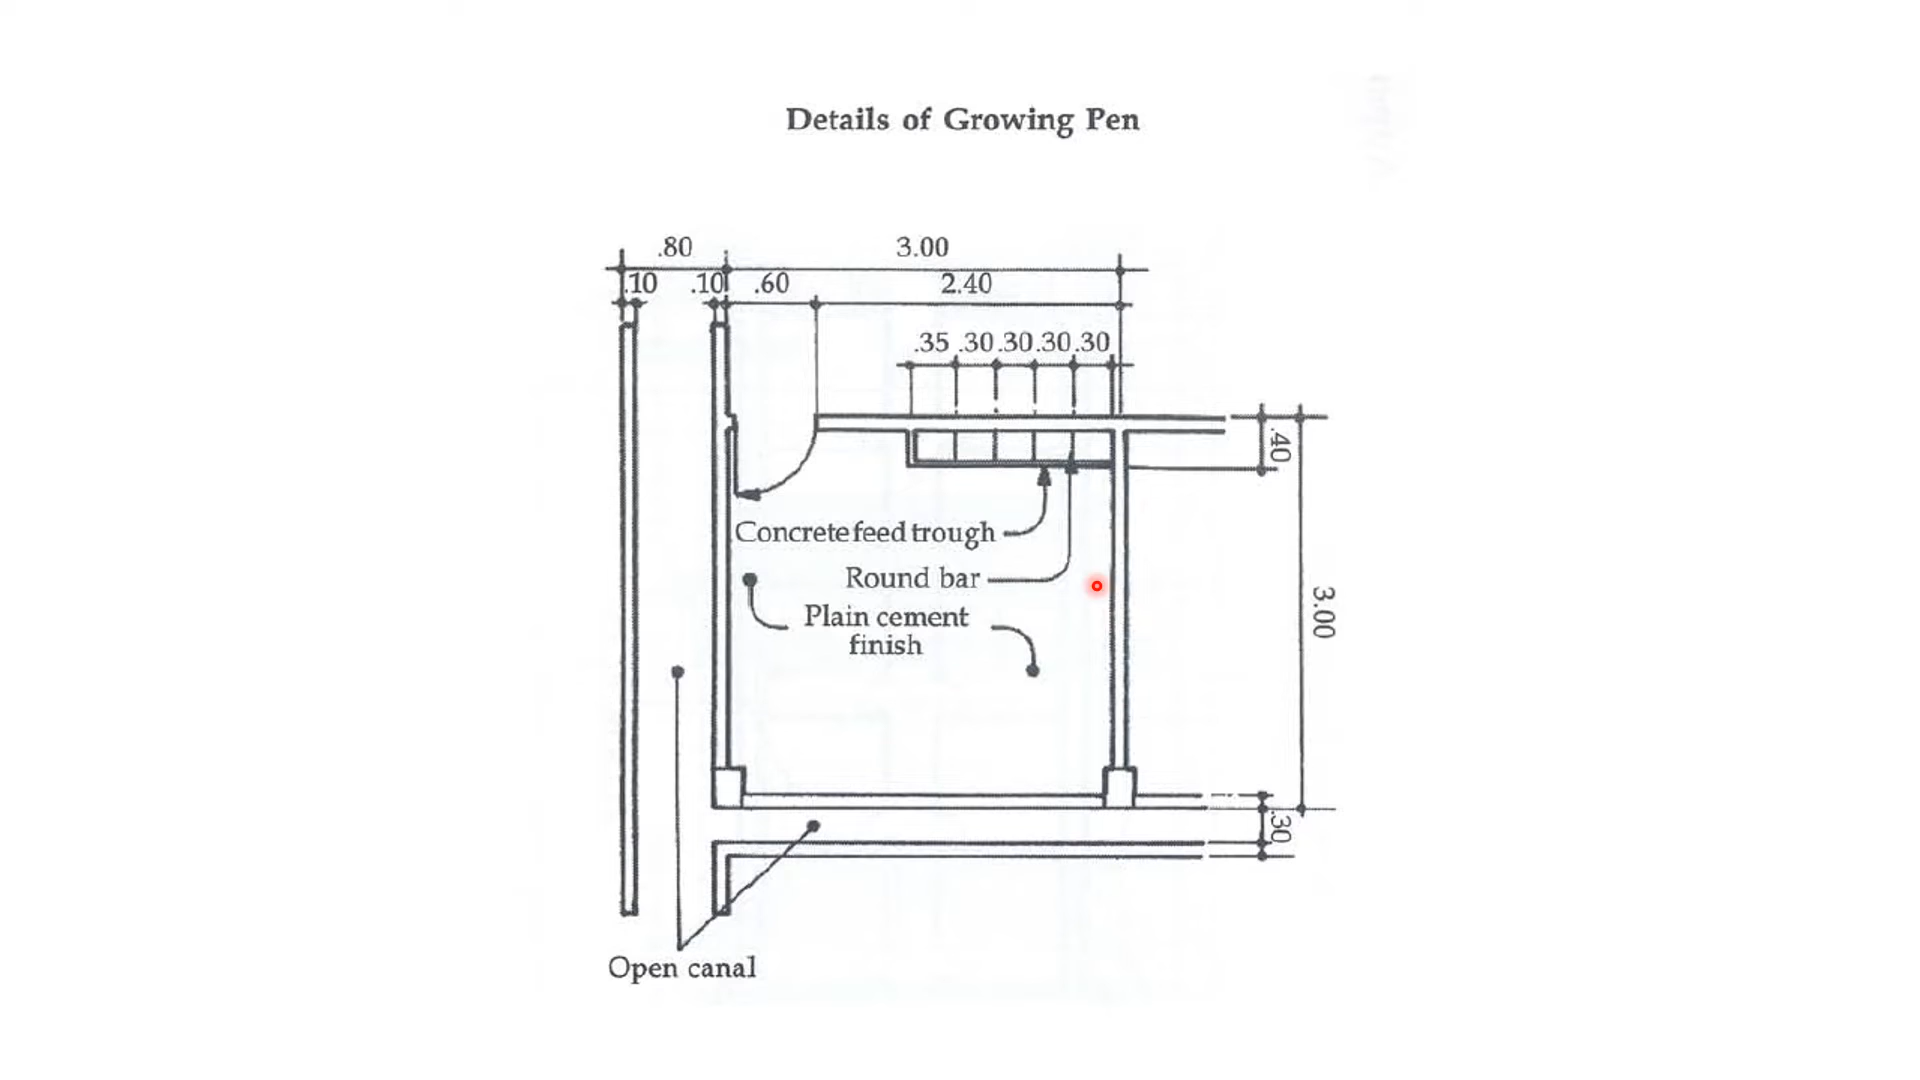 Details of Growing Pen
.80 3.00
.10 .10 .60 2.40
.35 .30 .30 .30 .30
.40
Concrete feed trough
Round bar
Plain cement
finish
3.00
.30
Open canal